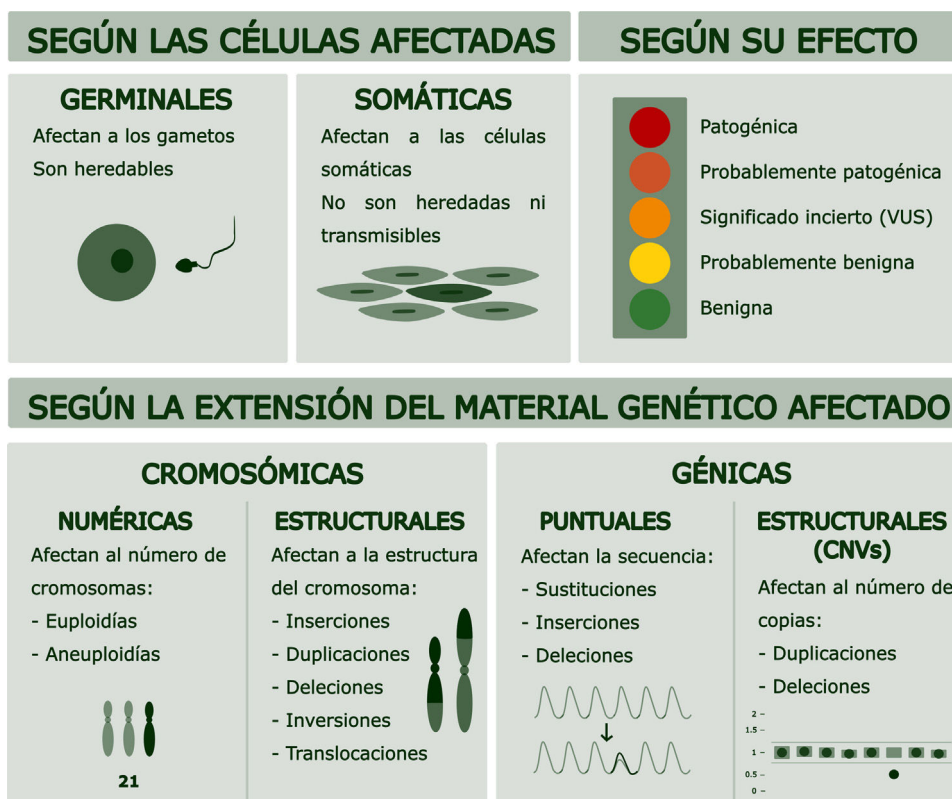 SEGÚN LAS CÉLULAS AFECTADAS
GERMINALES
Afectan a los gametos
Son heredables
SOMÁTICAS
Afectan a las células
somáticas
No son heredadas ni
transmisibles
SEGÚN SU EFECTO
Patogénica
Probablemente patogénica
Significado incierto (VUS)
Probablemente benigna
Benigna
SEGÚN LA EXTENSIÓN DEL MATERIAL GENÉTICO AFECTADO
CROMOSÓMICAS
NUMÉRICAS
Afectan al número de
cromosomas:
- Euploidías
- Aneuploidías
21
ESTRUCTURALES
Afectan a la estructura
del cromosoma:
- Inserciones
- Duplicaciones
- Deleciones
- Inversiones
- Translocaciones
GÉNICAS
PUNTUALES
Afectan la secuencia:
- Sustituciones
- Inserciones
- Deleciones
ESTRUCTURALES
(CNVs)
Afectan al número de
copias:
- Duplicaciones
- Deleciones
2
1.5
1
0.5
0